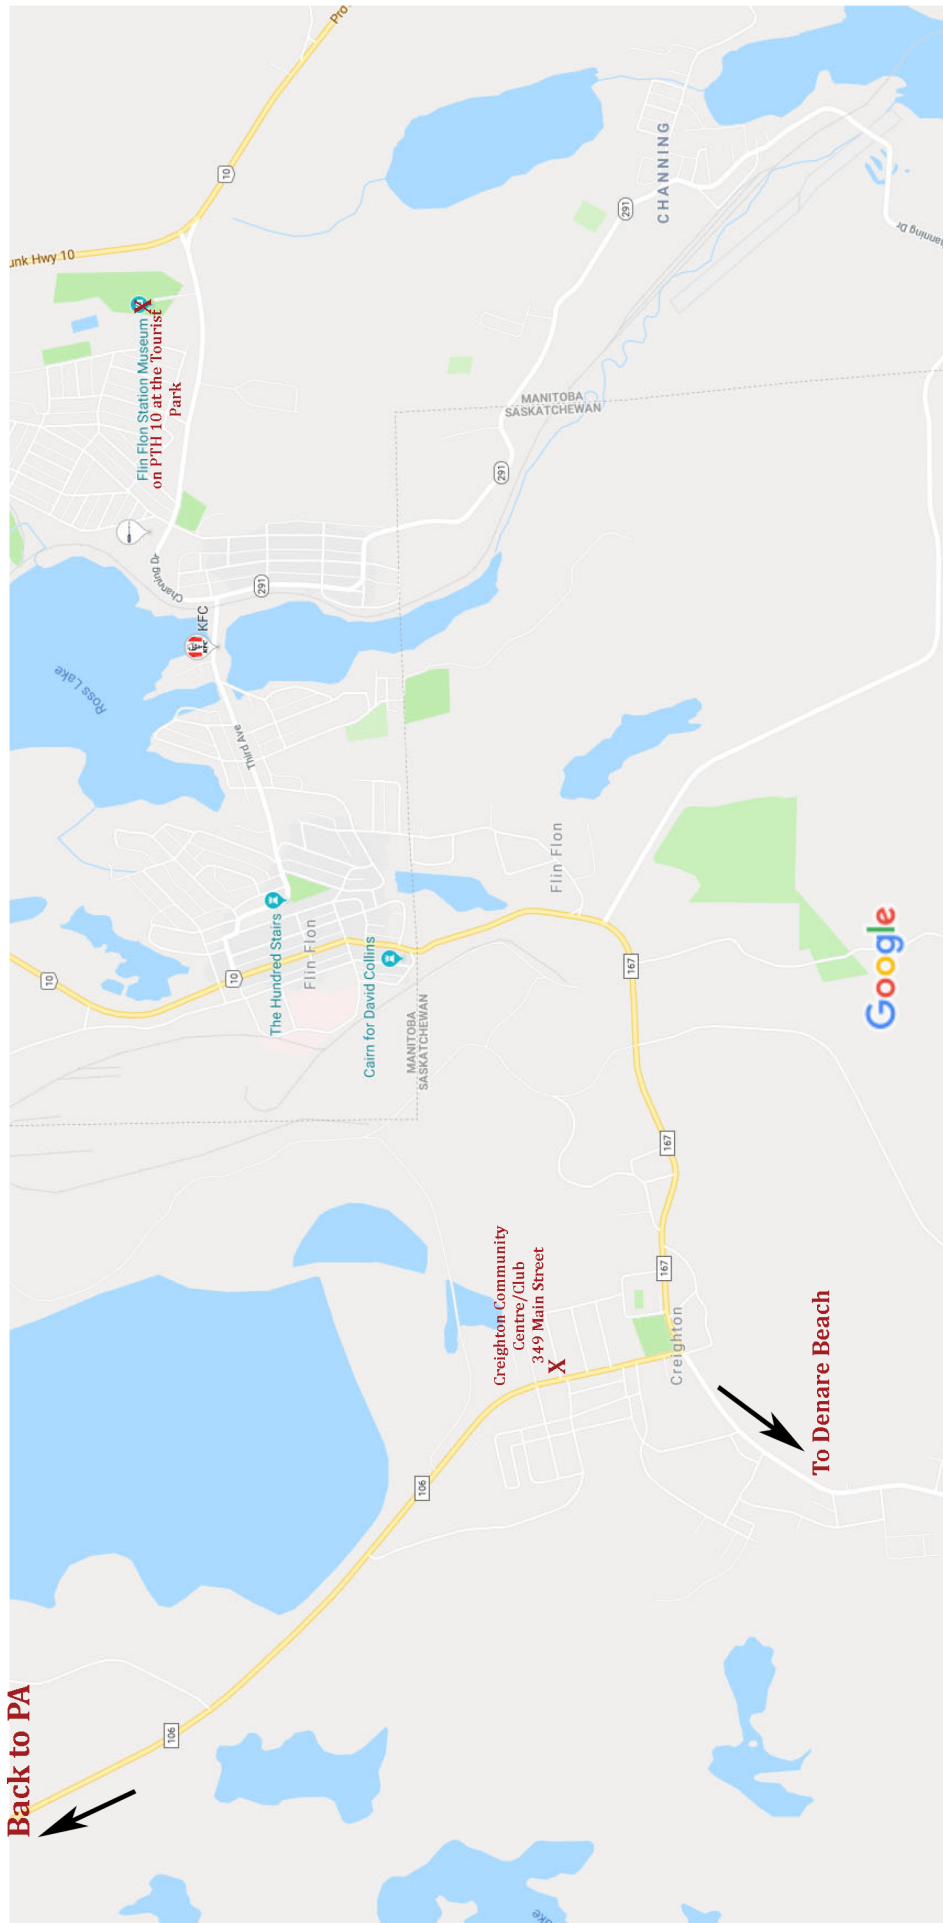 Pro
10
unk Hwy 10
CHANNING
291
Channing Dr
Flin Flon Station Museum
X
on PTH 10 at the Tourist
Park
MANITOBA
SASKATCHEWAN
291
Channing Dr
291
KFC
Ross Lake
Third Ave
Flin Flon
The Hundred Stairs
Flin Flon
10
10
Cairn for David Collins
MANITOBA
SASKATCHEWAN
167
Google
167
167
Creighton Community
Centre/Club
349 Main Street
X
Creighton
To Denare Beach
106
106
Back to PA
ake